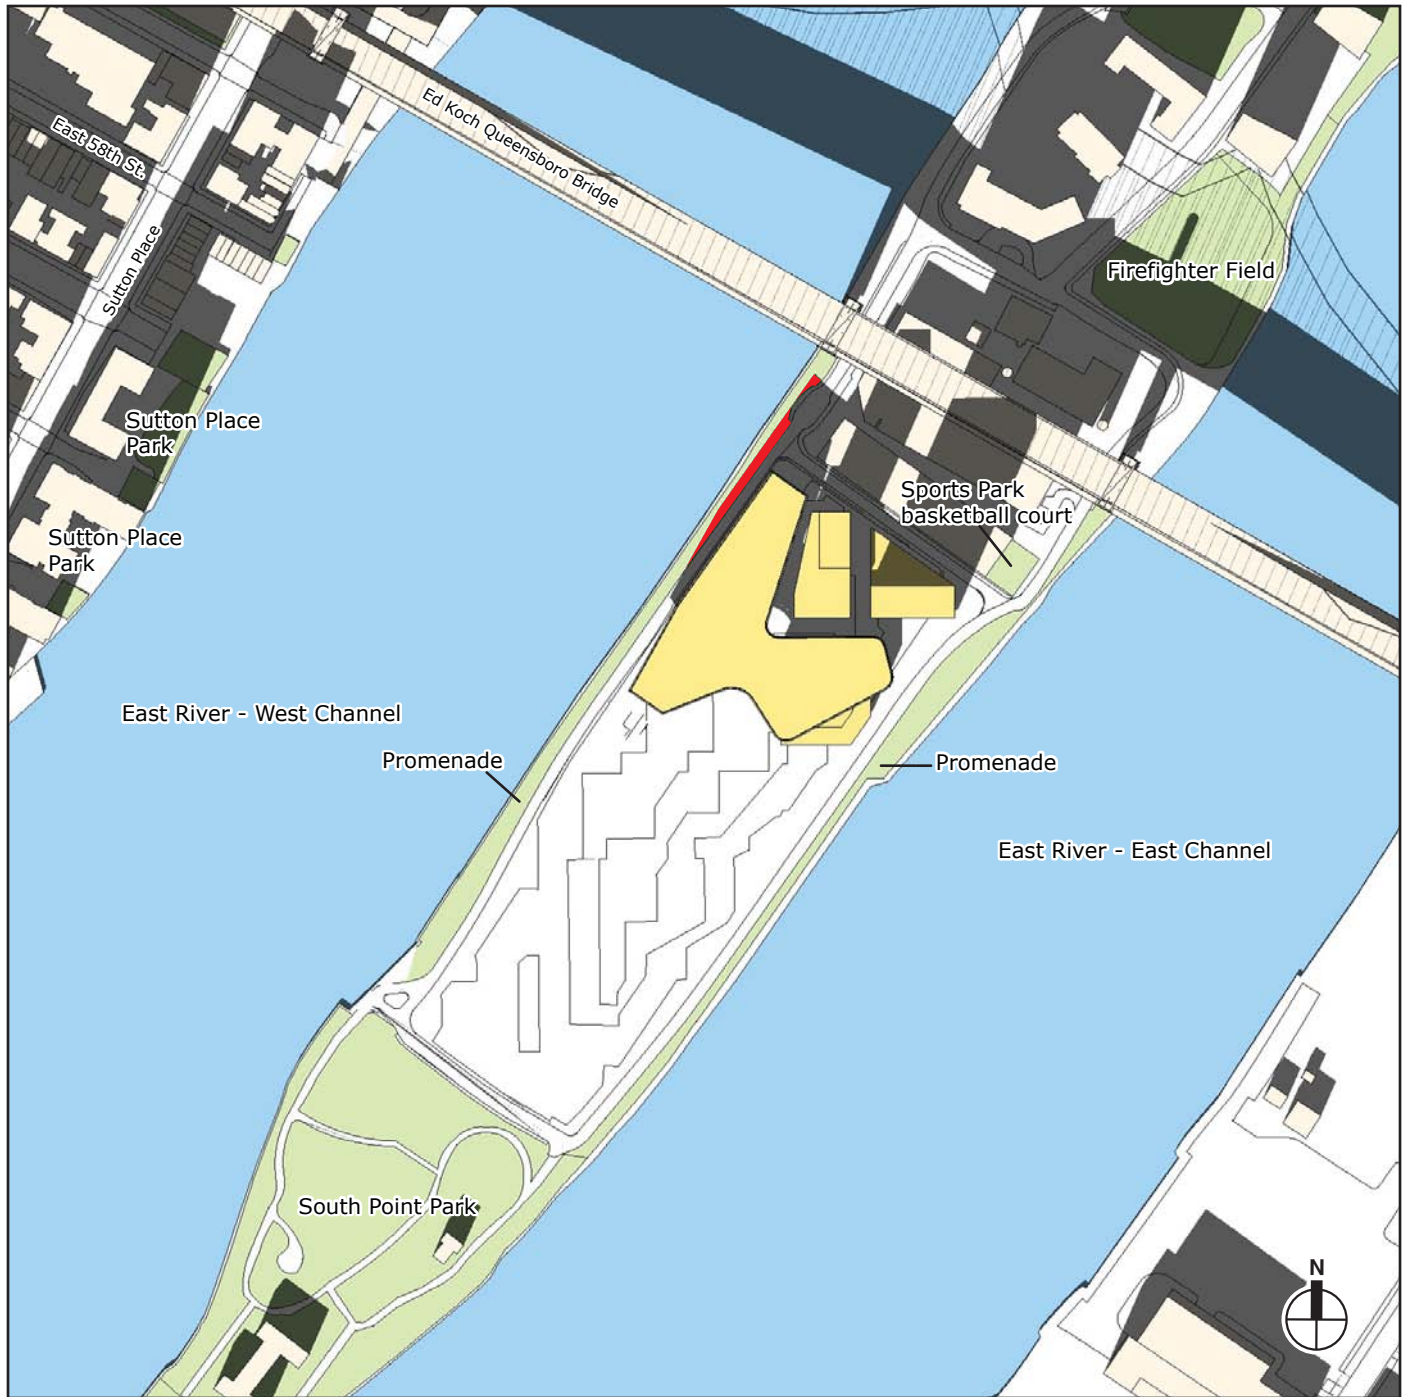 Ed Koch Queensboro Bridge
East 58th St.
Sutton Place
Firefighter Field
Sutton Place
Park
Sports Park
basketball court
Sutton Place
Park
East River - West Channel
Promenade
Promenade
East River - East Channel
South Point Park
N